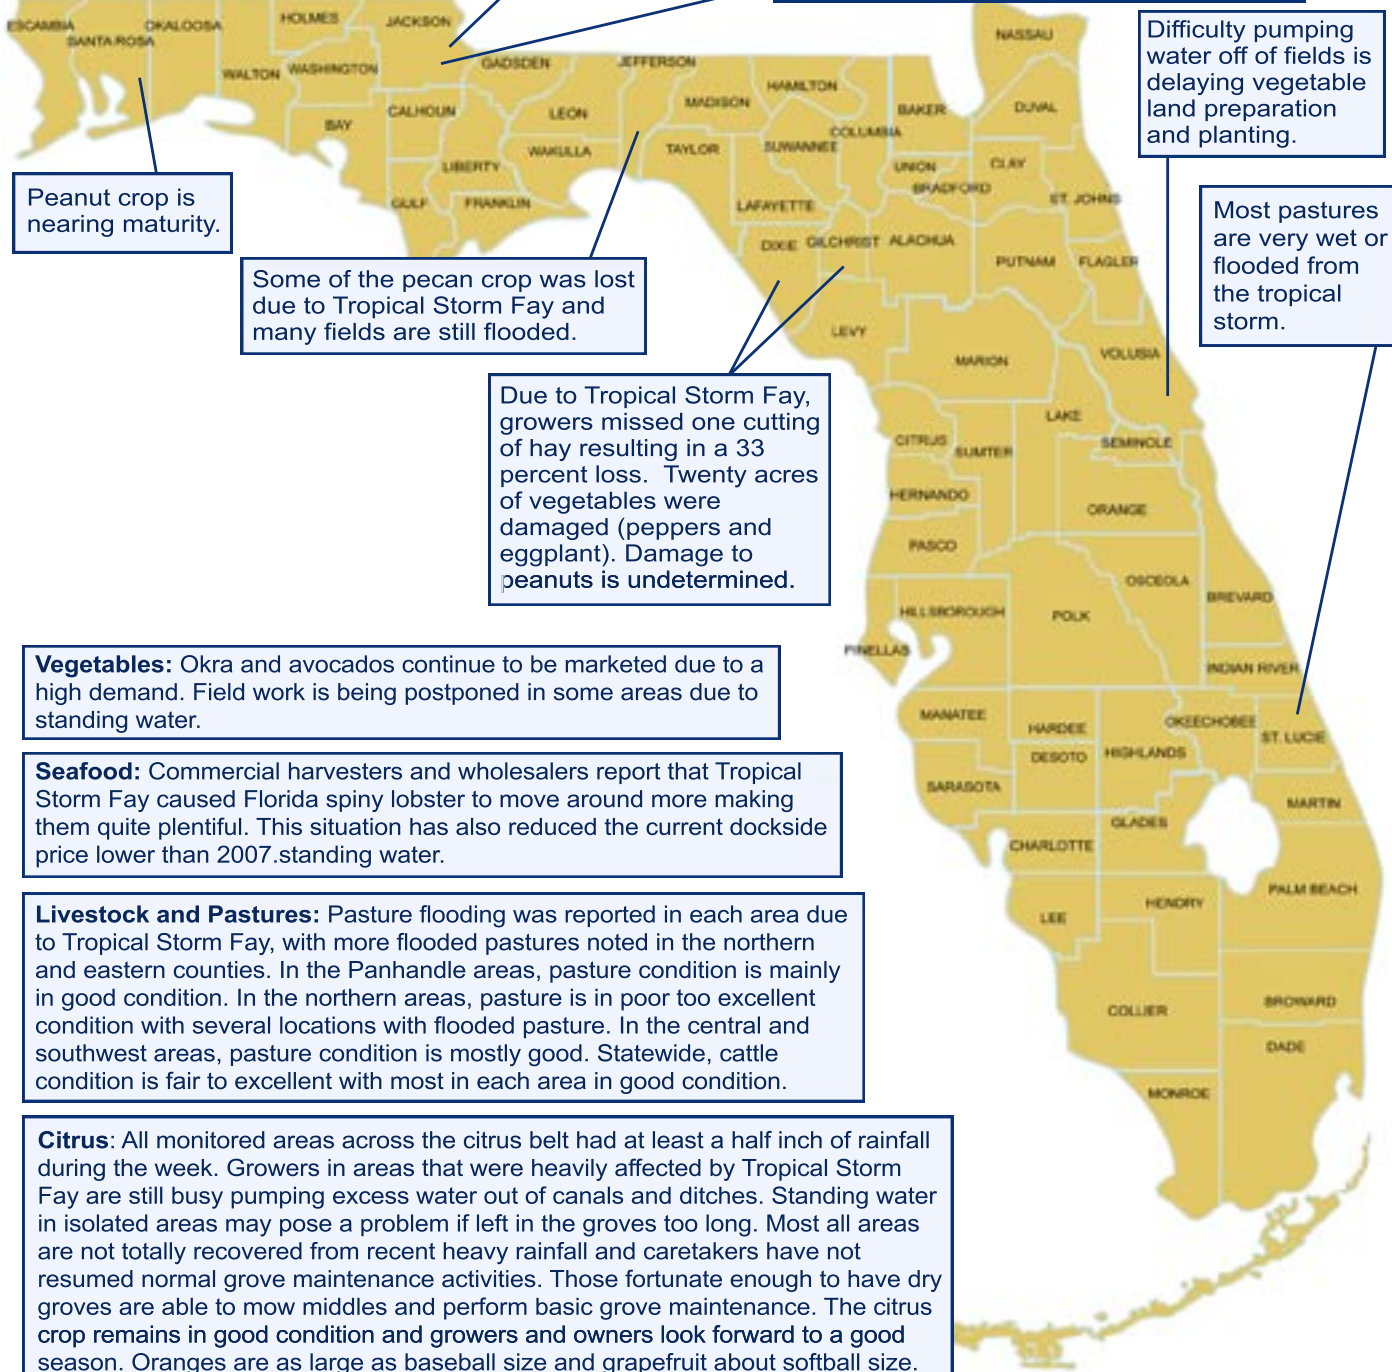 ESCAMBIA
SANTA ROSA
OKALOOSA
HOLMES
JACKSON
WALTON
WASHINGTON
GADSDEN
JEFFERSON
NASSAU
BAY
CALHOUN
LEON
MADISON
HAMILTON
BAKER
DUVAL
LIBERTY
WAKULLA
TAYLOR
SUWANNEE
COLUMBIA
UNION
CLAY
GULF
FRANKLIN
LAFAYETTE
BRADFORD
ST. JOHNS
DIXIE
GILCHRIST
ALACHUA
PUTNAM
FLAGLER
LEVY
MARION
VOLUSIA
LAKE
CITRUS
SUMTER
SEMINOLE
HERNANDO
ORANGE
PASCO
OSCEOLA
BREVARD
HILLSBOROUGH
POLK
PINELLAS
INDIAN RIVER
MANATEE
HARDEE
OKEECHOBEE
ST. LUCIE
DESOTO
HIGHLANDS
SARASOTA
MARTIN
GLADES
CHARLOTTE
PALM BEACH
HENDRY
LEE
COLLIER
BROWARD
DADE
MONROE
Difficulty pumping
water off of fields is
delaying vegetable
land preparation
and planting.
Peanut crop is
nearing maturity.
Most pastures
are very wet or
flooded from
the tropical
storm.
Some of the pecan crop was lost
due to Tropical Storm Fay and
many fields are still flooded.
Due to Tropical Storm Fay,
growers missed one cutting
of hay resulting in a 33
percent loss.  Twenty acres
of vegetables were
damaged (peppers and
eggplant). Damage to
peanuts is undetermined.
Vegetables: Okra and avocados continue to be marketed due to a
high demand. Field work is being postponed in some areas due to
standing water.
Seafood: Commercial harvesters and wholesalers report that Tropical
Storm Fay caused Florida spiny lobster to move around more making
them quite plentiful. This situation has also reduced the current dockside
price lower than 2007.standing water.
Livestock and Pastures: Pasture flooding was reported in each area due
to Tropical Storm Fay, with more flooded pastures noted in the northern
and eastern counties. In the Panhandle areas, pasture condition is mainly
in good condition. In the northern areas, pasture is in poor too excellent
condition with several locations with flooded pasture. In the central and
southwest areas, pasture condition is mostly good. Statewide, cattle
condition is fair to excellent with most in each area in good condition.
Citrus: All monitored areas across the citrus belt had at least a half inch of rainfall
during the week. Growers in areas that were heavily affected by Tropical Storm
Fay are still busy pumping excess water out of canals and ditches. Standing water
in isolated areas may pose a problem if left in the groves too long. Most all areas
are not totally recovered from recent heavy rainfall and caretakers have not
resumed normal grove maintenance activities. Those fortunate enough to have dry
groves are able to mow middles and perform basic grove maintenance. The citrus
crop remains in good condition and growers and owners look forward to a good
season. Oranges are as large as baseball size and grapefruit about softball size.